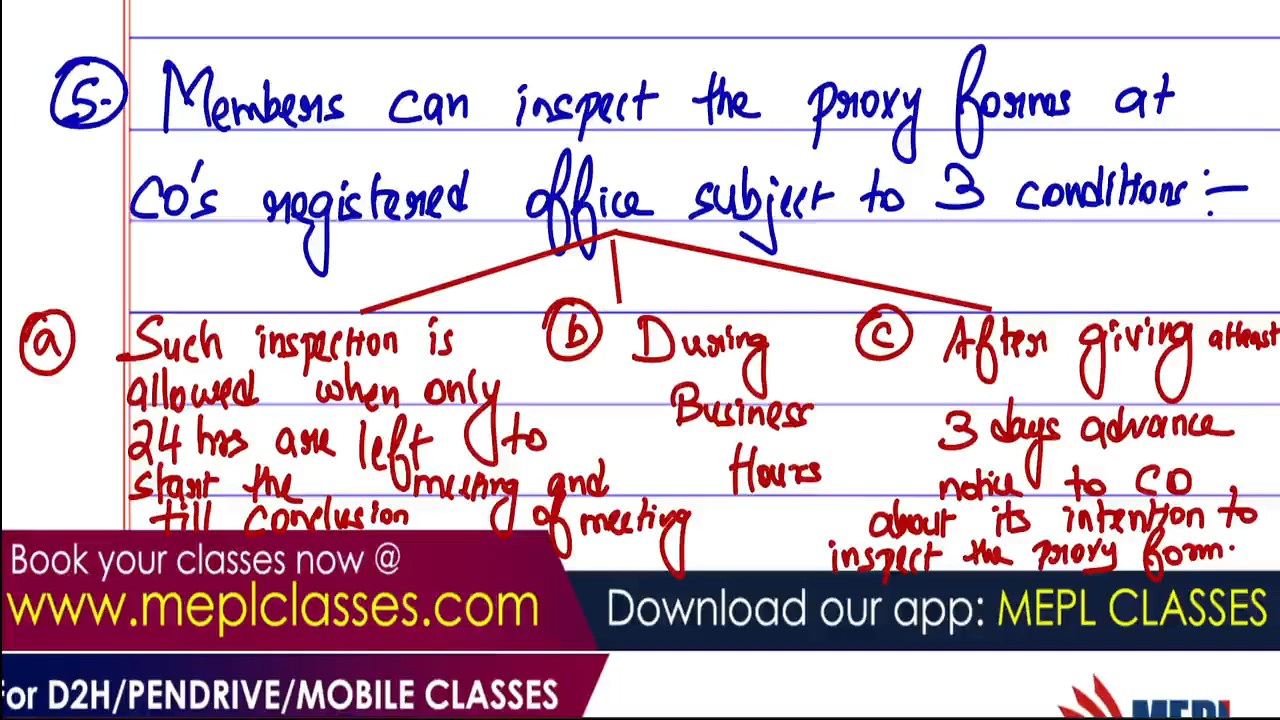 5. Members can inspect the proxy forms at
CO's registered office subject to 3 conditions :-
a Such inspection is
allowed when only
24 hrs are left to
start the meeting and
till conclusion of meeting
b During
Business
Hours
c After giving atleast
3 days advance
notice to CO
about its intention to
inspect the proxy form.
Book your classes now @
www.meplclasses.com
Download our app: MEPL CLASSES
For D2H/PENDRIVE/MOBILE CLASSES
MEPL